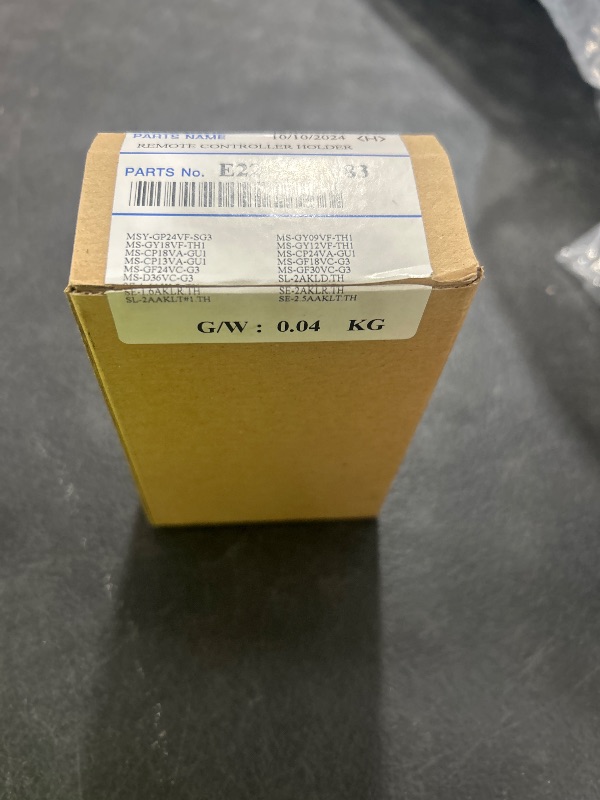 PARTS NAME 10/10/2024 <H>
REMOTE CONTROLLER HOLDER
PARTS No.
MSY-GP24VF-SG3 MS-GY09VF-TH1
MS-GY18VF-TH1 MS-GY12VF-TH1
MS-CP18VA-GU1 MS-CP24VA-GU1
MS-CP13VA-GU1 MS-GF18VC-G3
MS-GF24VC-G3 MS-GF30VC-G3
MS-D36VC-G3 SL-2AKLD.TH
SE-1.6AKLR.TH SE-2AKLR.TH
SL-2AAKLT#1.TH SE-2.5AAKLT.TH
G/W : 0.04 KG